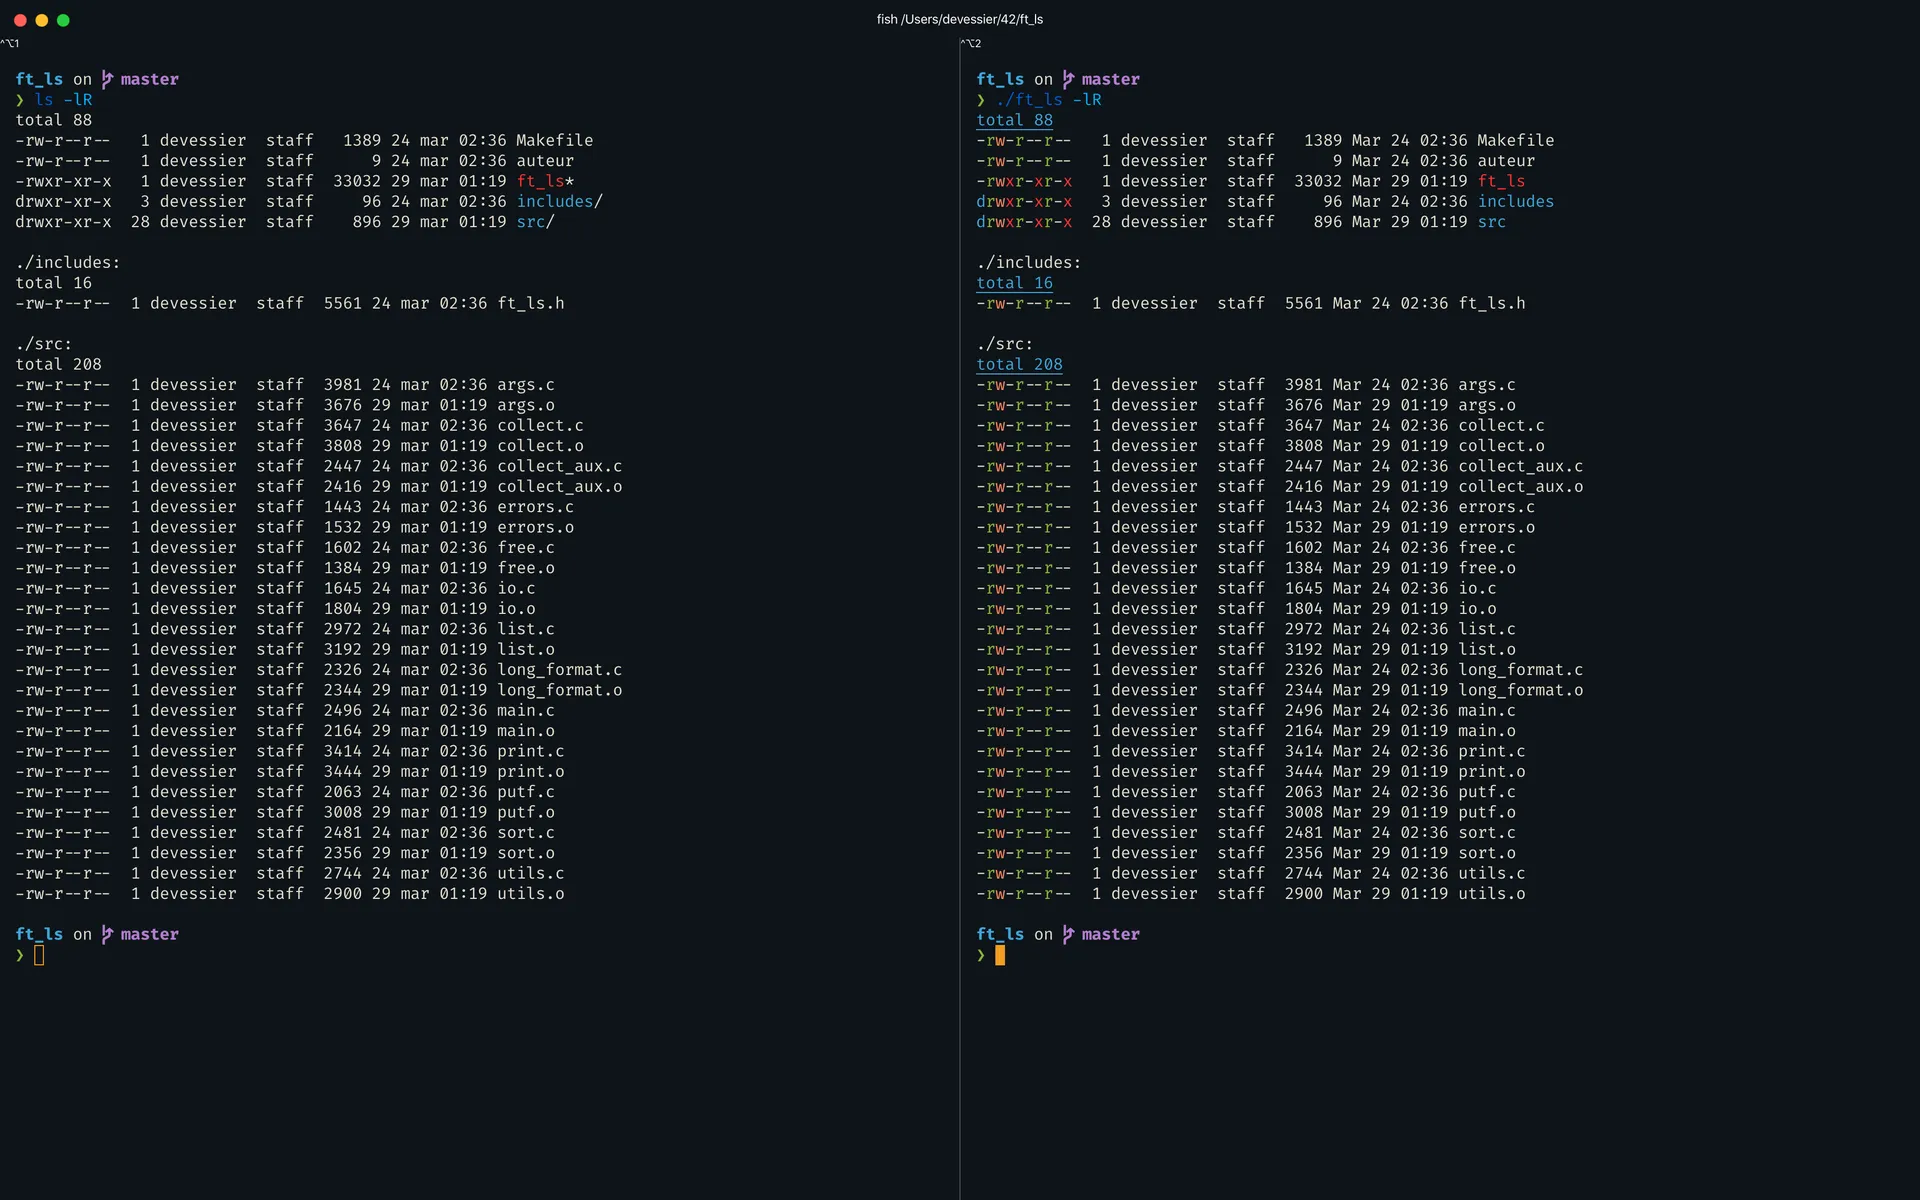 fish /Users/devessier/42/ft_ls
^⌥1
ft_ls on master
❯ ls -lR
total 88
-rw-r--r--   1 devessier  staff   1389 24 mar 02:36 Makefile
-rw-r--r--   1 devessier  staff      9 24 mar 02:36 auteur
-rwxr-xr-x   1 devessier  staff  33032 29 mar 01:19 ft_ls*
drwxr-xr-x   3 devessier  staff     96 24 mar 02:36 includes/
drwxr-xr-x  28 devessier  staff    896 29 mar 01:19 src/

./includes:
total 16
-rw-r--r--  1 devessier  staff  5561 24 mar 02:36 ft_ls.h

./src:
total 208
-rw-r--r--  1 devessier  staff  3981 24 mar 02:36 args.c
-rw-r--r--  1 devessier  staff  3676 29 mar 01:19 args.o
-rw-r--r--  1 devessier  staff  3647 24 mar 02:36 collect.c
-rw-r--r--  1 devessier  staff  3808 29 mar 01:19 collect.o
-rw-r--r--  1 devessier  staff  2447 24 mar 02:36 collect_aux.c
-rw-r--r--  1 devessier  staff  2416 29 mar 01:19 collect_aux.o
-rw-r--r--  1 devessier  staff  1443 24 mar 02:36 errors.c
-rw-r--r--  1 devessier  staff  1532 29 mar 01:19 errors.o
-rw-r--r--  1 devessier  staff  1602 24 mar 02:36 free.c
-rw-r--r--  1 devessier  staff  1384 29 mar 01:19 free.o
-rw-r--r--  1 devessier  staff  1645 24 mar 02:36 io.c
-rw-r--r--  1 devessier  staff  1804 29 mar 01:19 io.o
-rw-r--r--  1 devessier  staff  2972 24 mar 02:36 list.c
-rw-r--r--  1 devessier  staff  3192 29 mar 01:19 list.o
-rw-r--r--  1 devessier  staff  2326 24 mar 02:36 long_format.c
-rw-r--r--  1 devessier  staff  2344 29 mar 01:19 long_format.o
-rw-r--r--  1 devessier  staff  2496 24 mar 02:36 main.c
-rw-r--r--  1 devessier  staff  2164 29 mar 01:19 main.o
-rw-r--r--  1 devessier  staff  3414 24 mar 02:36 print.c
-rw-r--r--  1 devessier  staff  3444 29 mar 01:19 print.o
-rw-r--r--  1 devessier  staff  2063 24 mar 02:36 putf.c
-rw-r--r--  1 devessier  staff  3008 29 mar 01:19 putf.o
-rw-r--r--  1 devessier  staff  2481 24 mar 02:36 sort.c
-rw-r--r--  1 devessier  staff  2356 29 mar 01:19 sort.o
-rw-r--r--  1 devessier  staff  2744 24 mar 02:36 utils.c
-rw-r--r--  1 devessier  staff  2900 29 mar 01:19 utils.o

ft_ls on master
❯
^⌥2
ft_ls on master
❯ ./ft_ls -lR
total 88
-rw-r--r--   1 devessier  staff   1389 Mar 24 02:36 Makefile
-rw-r--r--   1 devessier  staff      9 Mar 24 02:36 auteur
-rwxr-xr-x   1 devessier  staff  33032 Mar 29 01:19 ft_ls
drwxr-xr-x   3 devessier  staff     96 Mar 24 02:36 includes
drwxr-xr-x  28 devessier  staff    896 Mar 29 01:19 src

./includes:
total 16
-rw-r--r--  1 devessier  staff  5561 Mar 24 02:36 ft_ls.h

./src:
total 208
-rw-r--r--  1 devessier  staff  3981 Mar 24 02:36 args.c
-rw-r--r--  1 devessier  staff  3676 Mar 29 01:19 args.o
-rw-r--r--  1 devessier  staff  3647 Mar 24 02:36 collect.c
-rw-r--r--  1 devessier  staff  3808 Mar 29 01:19 collect.o
-rw-r--r--  1 devessier  staff  2447 Mar 24 02:36 collect_aux.c
-rw-r--r--  1 devessier  staff  2416 Mar 29 01:19 collect_aux.o
-rw-r--r--  1 devessier  staff  1443 Mar 24 02:36 errors.c
-rw-r--r--  1 devessier  staff  1532 Mar 29 01:19 errors.o
-rw-r--r--  1 devessier  staff  1602 Mar 24 02:36 free.c
-rw-r--r--  1 devessier  staff  1384 Mar 29 01:19 free.o
-rw-r--r--  1 devessier  staff  1645 Mar 24 02:36 io.c
-rw-r--r--  1 devessier  staff  1804 Mar 29 01:19 io.o
-rw-r--r--  1 devessier  staff  2972 Mar 24 02:36 list.c
-rw-r--r--  1 devessier  staff  3192 Mar 29 01:19 list.o
-rw-r--r--  1 devessier  staff  2326 Mar 24 02:36 long_format.c
-rw-r--r--  1 devessier  staff  2344 Mar 29 01:19 long_format.o
-rw-r--r--  1 devessier  staff  2496 Mar 24 02:36 main.c
-rw-r--r--  1 devessier  staff  2164 Mar 29 01:19 main.o
-rw-r--r--  1 devessier  staff  3414 Mar 24 02:36 print.c
-rw-r--r--  1 devessier  staff  3444 Mar 29 01:19 print.o
-rw-r--r--  1 devessier  staff  2063 Mar 24 02:36 putf.c
-rw-r--r--  1 devessier  staff  3008 Mar 29 01:19 putf.o
-rw-r--r--  1 devessier  staff  2481 Mar 24 02:36 sort.c
-rw-r--r--  1 devessier  staff  2356 Mar 29 01:19 sort.o
-rw-r--r--  1 devessier  staff  2744 Mar 24 02:36 utils.c
-rw-r--r--  1 devessier  staff  2900 Mar 29 01:19 utils.o

ft_ls on master
❯